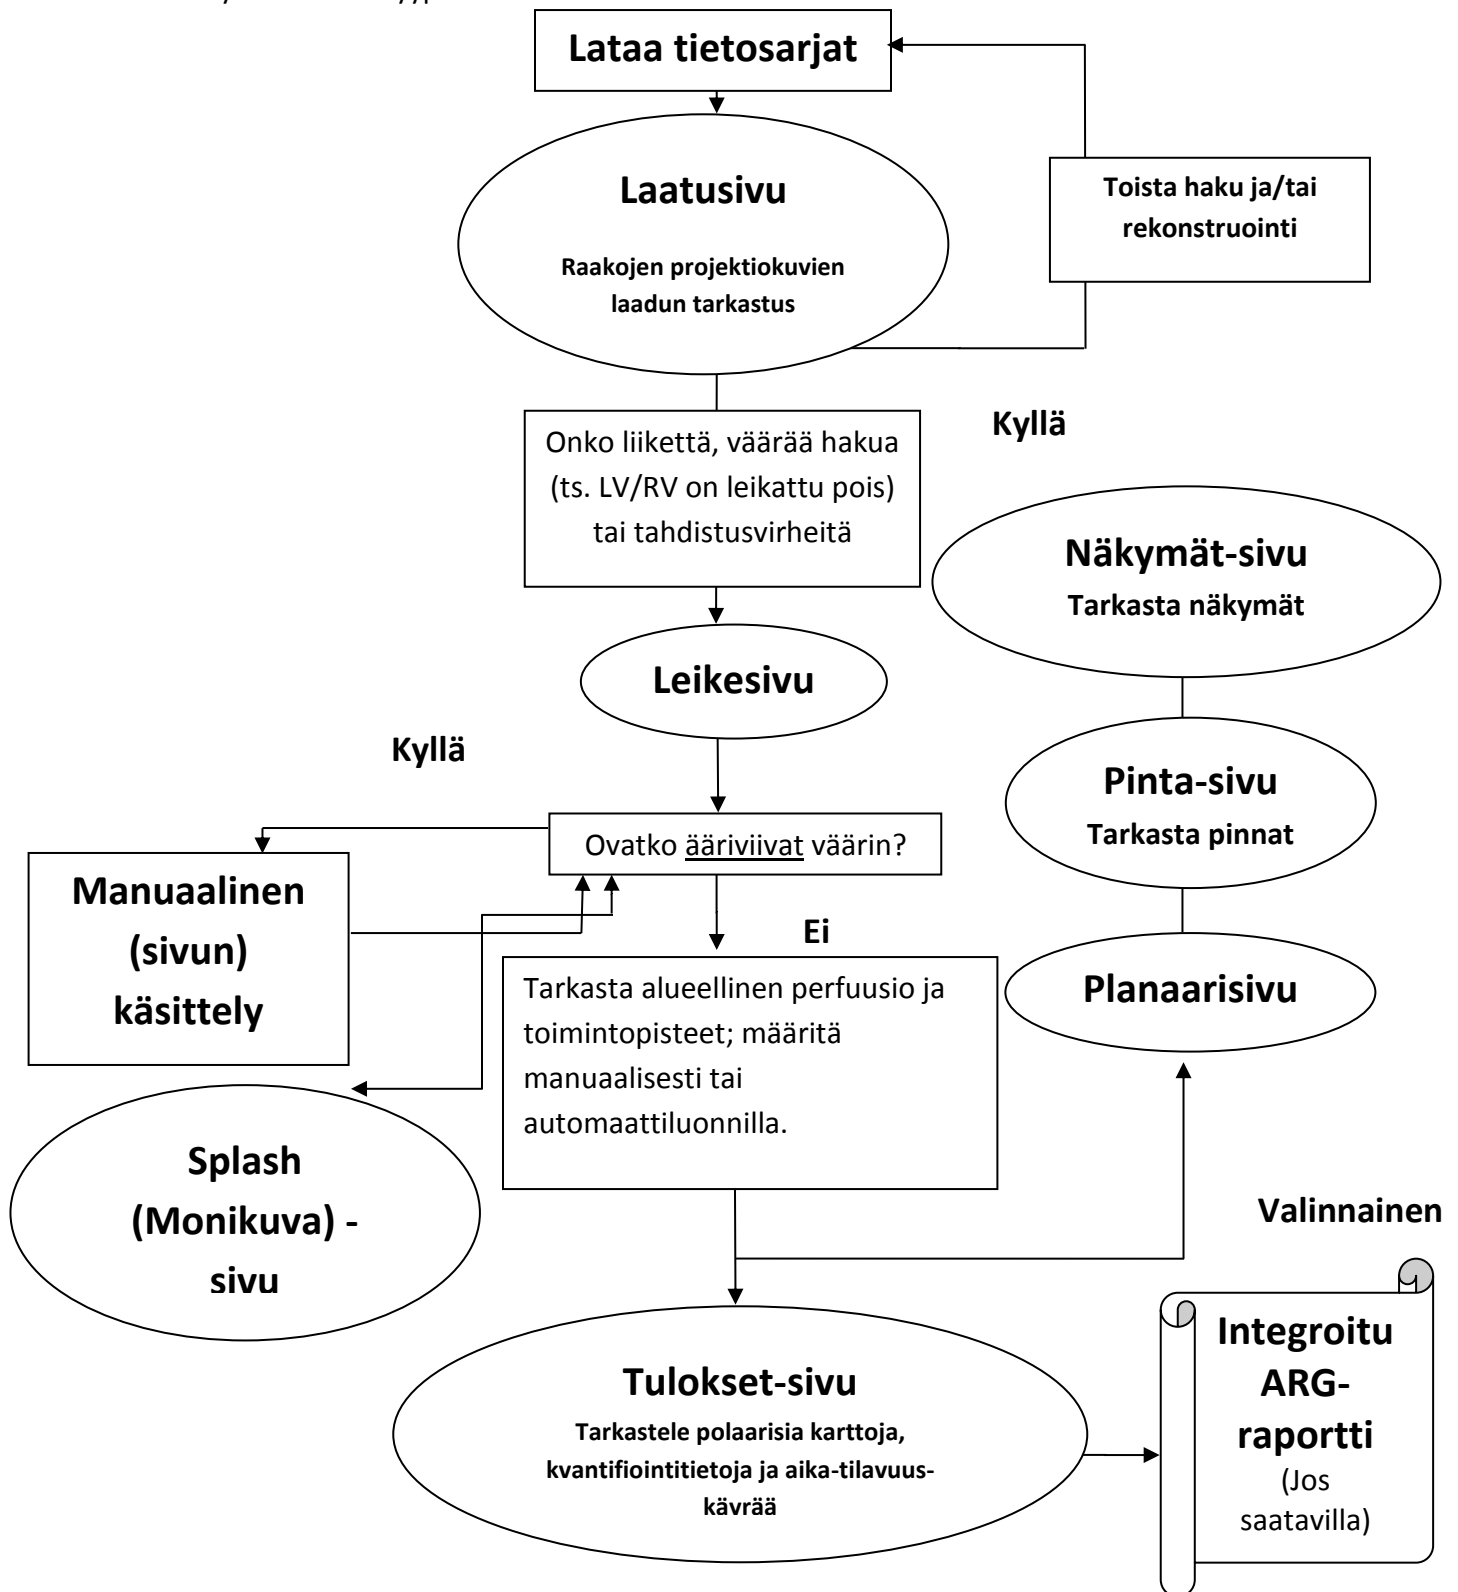 Lataa tietosarjat
Laatusivu
Raakojen projektiokuvien
laadun tarkastus
Toista haku ja/tai
rekonstruointi
Kyllä
Onko liikettä, väärää hakua
(ts. LV/RV on leikattu pois)
tai tahdistusvirheitä
Näkymät-sivu
Tarkasta näkymät
Leikesivu
Kyllä
Pinta-sivu
Tarkasta pinnat
Ovatko ääriviivat väärin?
Manuaalinen
(sivun)
käsittely
Ei
Tarkasta alueellinen perfuusio ja
toimintopisteet; määritä
manuaalisesti tai
automaattiluonnilla.
Planaarisivu
Splash
(Monikuva) -
sivu
Valinnainen
Integroitu
ARG-
raportti
(Jos
saatavilla)
Tulokset-sivu
Tarkastele polaarisia karttoja,
kvantifiointitietoja ja aika-tilavuus-
kävrää